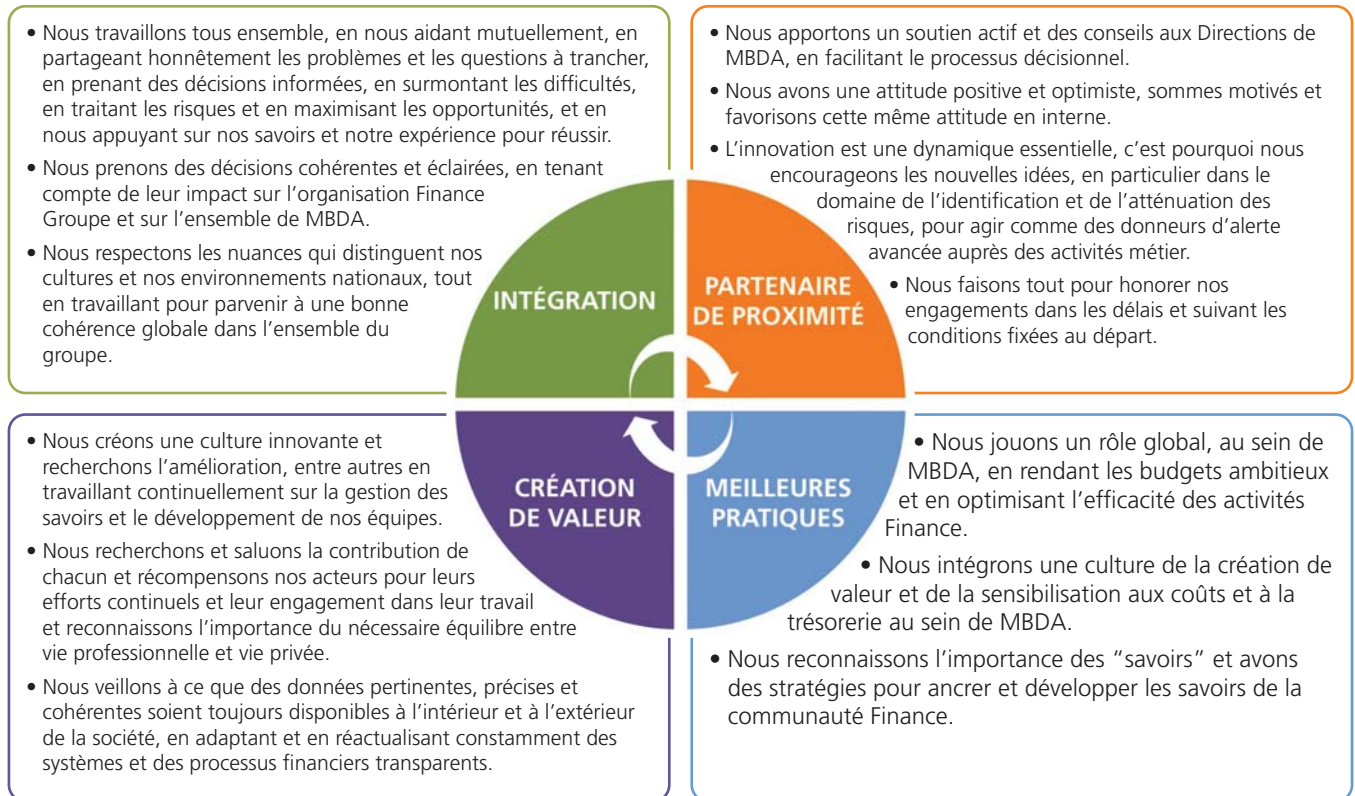 • Nous travaillons tous ensemble, en nous aidant mutuellement, en
partageant honnêtement les problèmes et les questions à trancher,
en prenant des décisions informées, en surmontant les difficultés,
en traitant les risques et en maximisant les opportunités, et en
nous appuyant sur nos savoirs et notre expérience pour réussir.
• Nous prenons des décisions cohérentes et éclairées, en tenant
compte de leur impact sur l’organisation Finance
Groupe et sur l’ensemble de MBDA.
• Nous respectons les nuances qui distinguent nos
cultures et nos environnements nationaux, tout
en travaillant pour parvenir à une bonne
cohérence globale dans l’ensemble du
groupe.
INTÉGRATION
• Nous apportons un soutien actif et des conseils aux Directions de
MBDA, en facilitant le processus décisionnel.
• Nous avons une attitude positive et optimiste, sommes motivés et
favorisons cette même attitude en interne.
• L’innovation est une dynamique essentielle, c’est pourquoi nous
encourageons les nouvelles idées, en particulier dans le
domaine de l’identification et de l’atténuation des
risques, pour agir comme des donneurs d’alerte
avancée auprès des activités métier.
• Nous faisons tout pour honorer nos
engagements dans les délais et suivant les
conditions fixées au départ.
PARTENAIRE
DE PROXIMITÉ
• Nous créons une culture innovante et
recherchons l’amélioration, entre autres en
travaillant continuellement sur la gestion des
savoirs et le développement de nos équipes.
• Nous recherchons et saluons la contribution de
chacun et récompensons nos acteurs pour leurs
efforts continuels et leur engagement dans leur travail
et reconnaissons l’importance du nécessaire équilibre entre
vie professionnelle et vie privée.
• Nous veillons à ce que des données pertinentes, précises et
cohérentes soient toujours disponibles à l’intérieur et à l’extérieur
de la société, en adaptant et en réactualisant constamment des
systèmes et des processus financiers transparents.
CRÉATION
DE VALEUR
MEILLEURES
PRATIQUES
• Nous jouons un rôle global, au sein de
MBDA, en rendant les budgets ambitieux
et en optimisant l’efficacité des activités
Finance.
• Nous intégrons une culture de la création de
valeur et de la sensibilisation aux coûts et à la
trésorerie au sein de MBDA.
• Nous reconnaissons l’importance des “savoirs” et avons
des stratégies pour ancrer et développer les savoirs de la
communauté Finance.